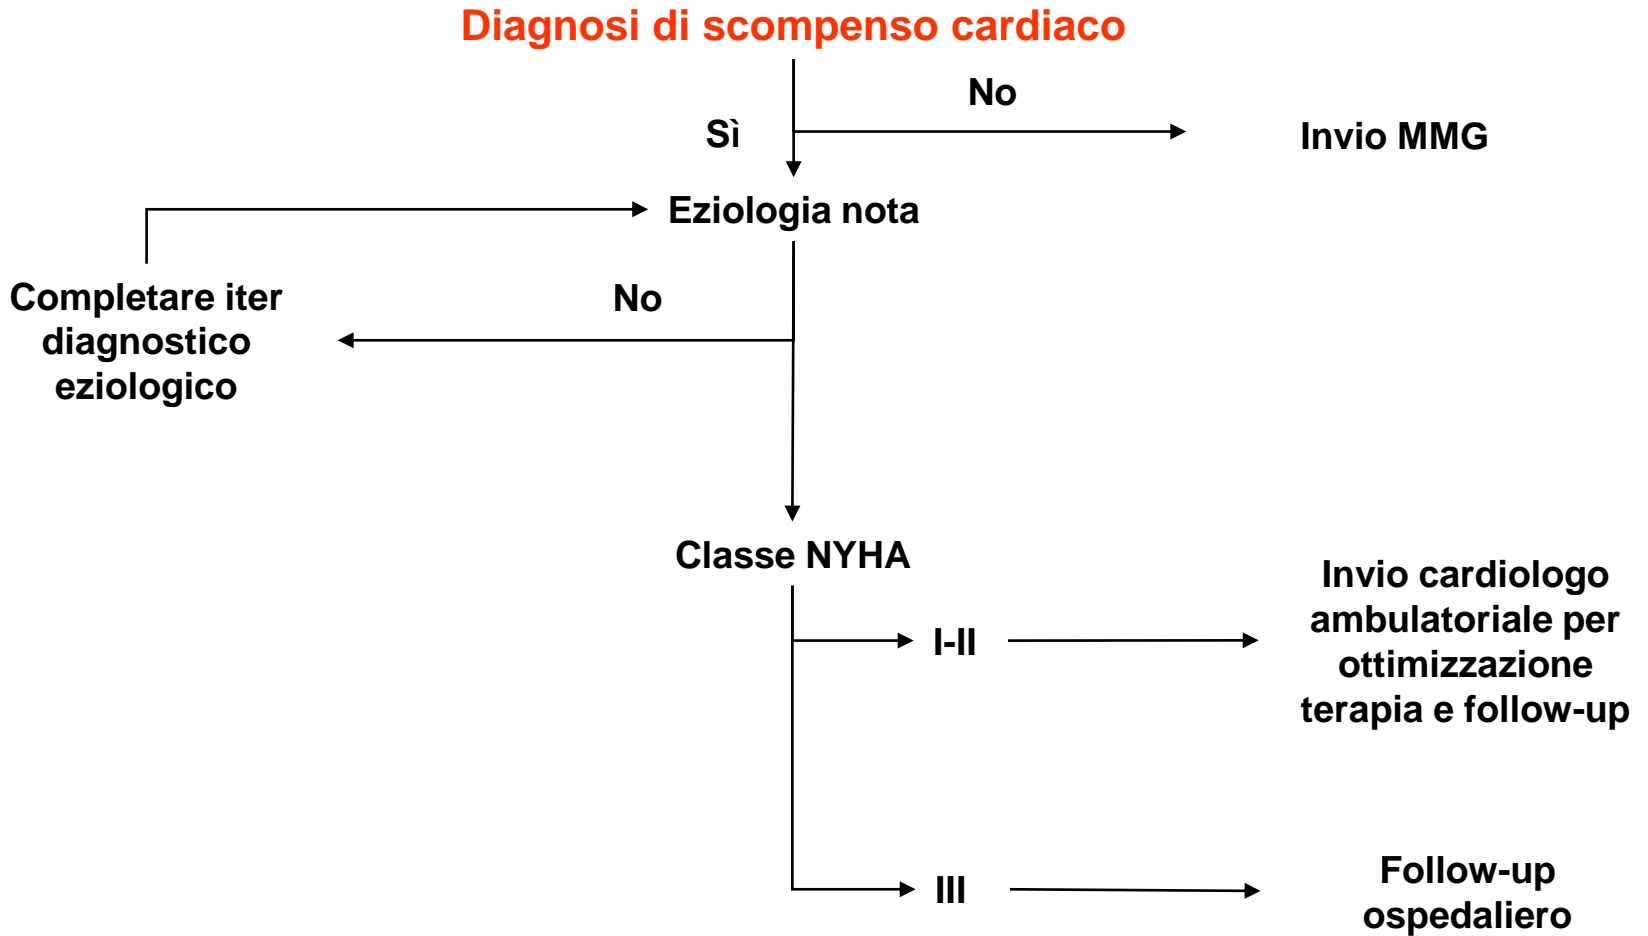 Diagnosi di scompenso cardiaco
No
Sì
Invio MMG
Eziologia nota
Completare iter
diagnostico
eziologico
No
Classe NYHA
I-II
Invio cardiologo
ambulatoriale per
ottimizzazione
terapia e follow-up
III
Follow-up
ospedaliero